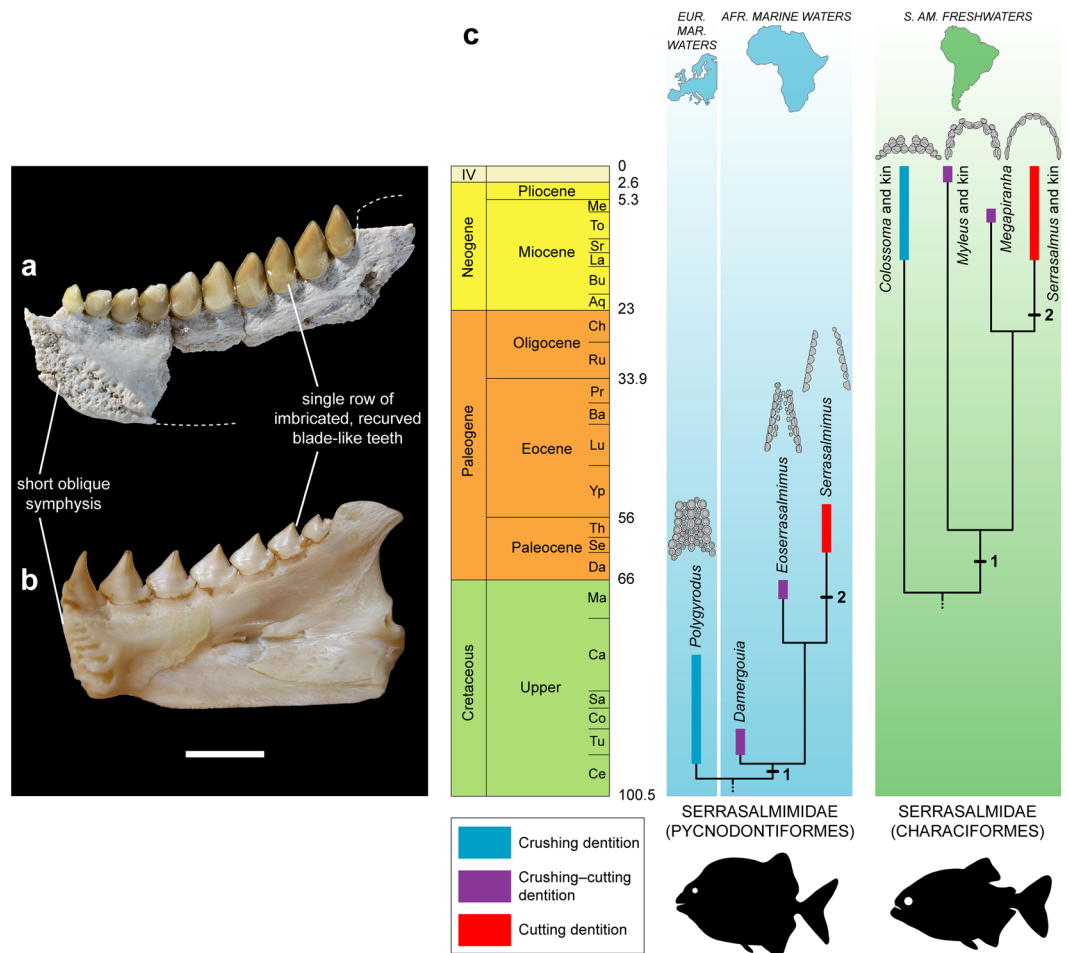 a
single row of
imbricated, recurved
blade-like teeth
short oblique
symphysis
b
c
EUR.
MAR.
WATERS
AFR. MARINE WATERS
S. AM. FRESHWATERS
IV
Neogene
Paleogene
Cretaceous
Pliocene
Miocene
Oligocene
Eocene
Paleocene
Upper
Me
To
Sr
La
Bu
Aq
Ch
Ru
Pr
Ba
Lu
Yp
Th
Se
Da
Ma
Ca
Sa
Co
Tu
Ce
0
2.6
5.3
23
33.9
56
66
100.5
Polygyrodus
Damergouia
Eoserrasalmimus
Serrasalmimus
1
2
Colossoma and kin
Myleus and kin
Megapiranha
Serrasalmus and kin
1
2
SERRASALMIMIDAE
(PYCNODONTIFORMES)
SERRASALMIDAE
(CHARACIFORMES)
Crushing dentition
Crushing–cutting
dentition
Cutting dentition